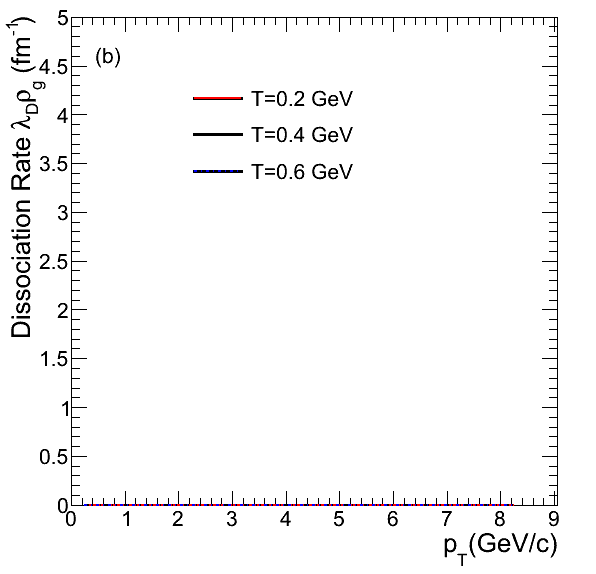 (b)
T=0.2 GeV
T=0.4 GeV
T=0.6 GeV
Dissociation Rate λ_Dρ_g (fm^-1)
5
4.5
4
3.5
3
2.5
2
1.5
1
0.5
0
0 1 2 3 4 5 6 7 8 9
p_T(GeV/c)